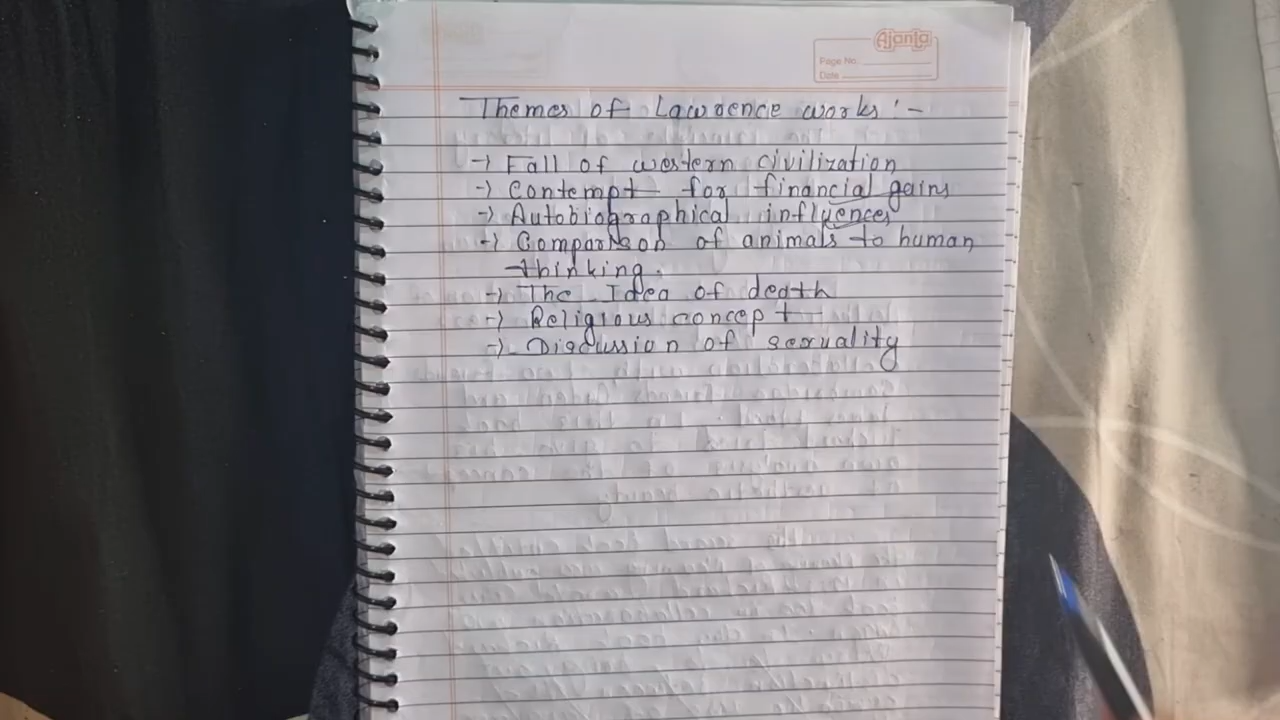 Ajanta
Page No.
Date
Themes of Lawrence works :-
-> Fall of western civilization
-> Contempt for financial gains
-> Autobiographical influences
-> Comparison of animals to human
thinking.
-> The Idea of death
-> Religious concept
-> Discussion of sexuality